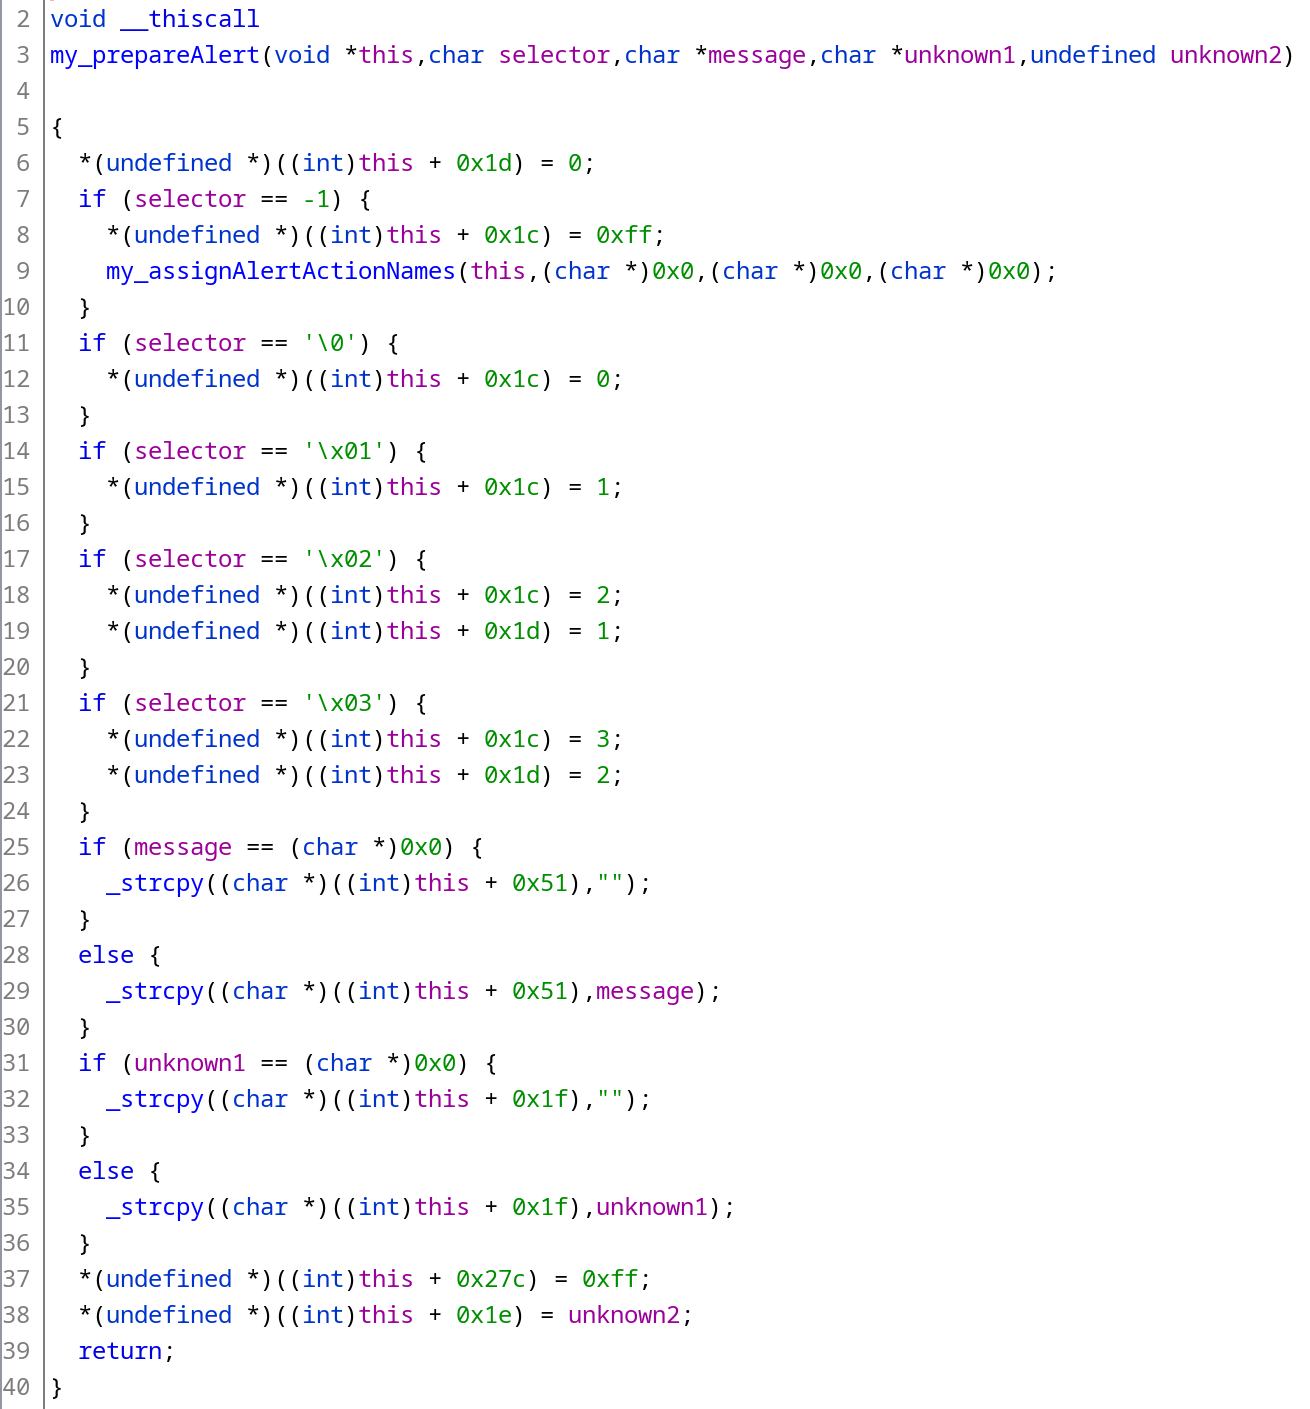 2 void __thiscall
3 my_prepareAlert(void *this,char selector,char *message,char *unknown1,undefined unknown2)
4
5 {
6   *(undefined *)((int)this + 0x1d) = 0;
7   if (selector == -1) {
8     *(undefined *)((int)this + 0x1c) = 0xff;
9     my_assignAlertActionNames(this,(char *)0x0,(char *)0x0,(char *)0x0);
10   }
11   if (selector == '\0') {
12     *(undefined *)((int)this + 0x1c) = 0;
13   }
14   if (selector == '\x01') {
15     *(undefined *)((int)this + 0x1c) = 1;
16   }
17   if (selector == '\x02') {
18     *(undefined *)((int)this + 0x1c) = 2;
19     *(undefined *)((int)this + 0x1d) = 1;
20   }
21   if (selector == '\x03') {
22     *(undefined *)((int)this + 0x1c) = 3;
23     *(undefined *)((int)this + 0x1d) = 2;
24   }
25   if (message == (char *)0x0) {
26     _strcpy((char *)((int)this + 0x51),"");
27   }
28   else {
29     _strcpy((char *)((int)this + 0x51),message);
30   }
31   if (unknown1 == (char *)0x0) {
32     _strcpy((char *)((int)this + 0x1f),"");
33   }
34   else {
35     _strcpy((char *)((int)this + 0x1f),unknown1);
36   }
37   *(undefined *)((int)this + 0x27c) = 0xff;
38   *(undefined *)((int)this + 0x1e) = unknown2;
39   return;
40 }